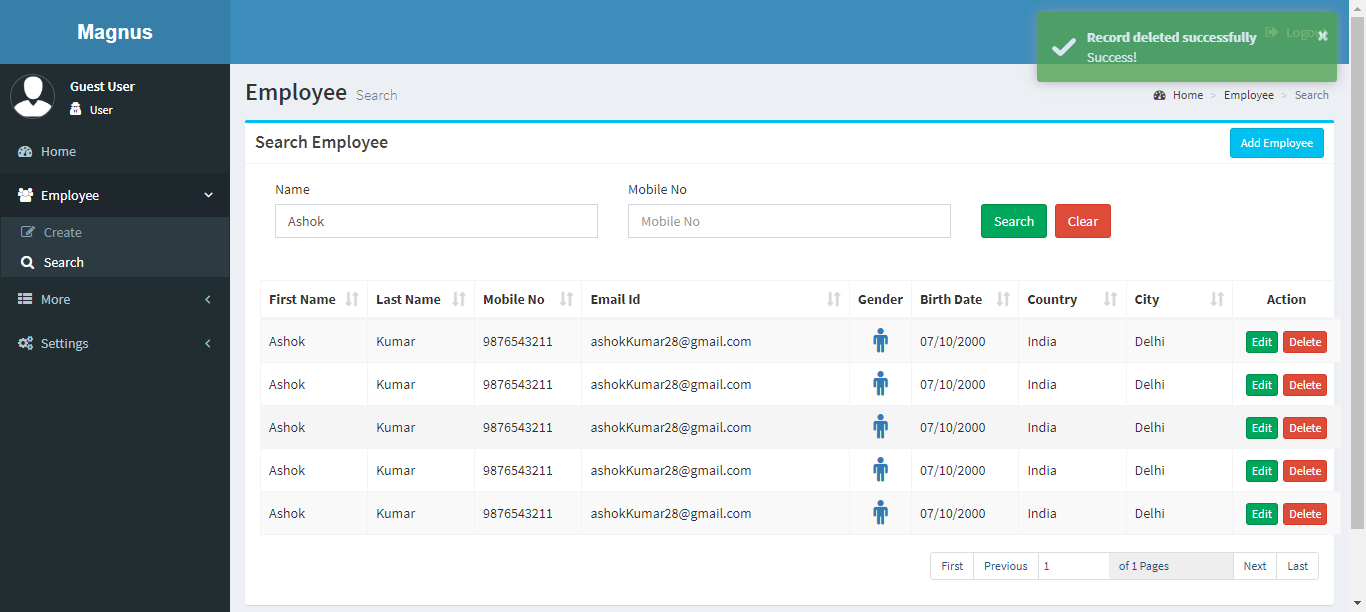 Magnus
Record deleted successfully
Success!
Guest User
User
Home
Employee
Create
Search
More
Settings
Employee Search
Home > Employee > Search
Search Employee
Add Employee
Name
Mobile No
Ashok
Mobile No
Search
Clear
First Name Last Name Mobile No Email Id Gender Birth Date Country City Action
Ashok Kumar 9876543211 ashokKumar28@gmail.com 07/10/2000 India Delhi Edit Delete
Ashok Kumar 9876543211 ashokKumar28@gmail.com 07/10/2000 India Delhi Edit Delete
Ashok Kumar 9876543211 ashokKumar28@gmail.com 07/10/2000 India Delhi Edit Delete
Ashok Kumar 9876543211 ashokKumar28@gmail.com 07/10/2000 India Delhi Edit Delete
Ashok Kumar 9876543211 ashokKumar28@gmail.com 07/10/2000 India Delhi Edit Delete
First Previous 1 of 1 Pages Next Last